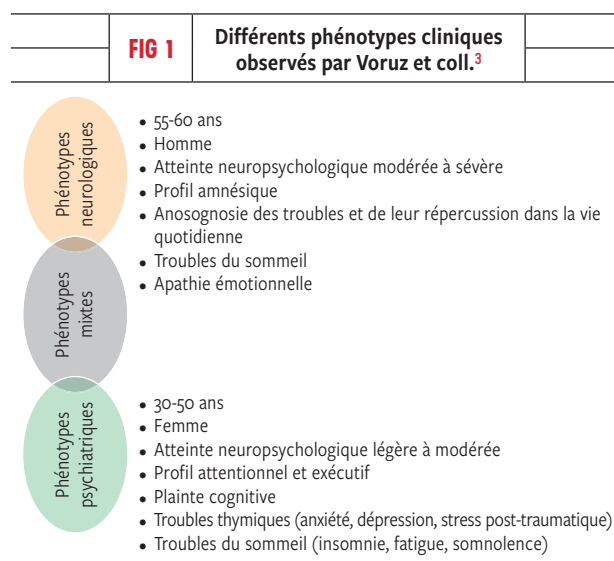 FIG 1
Différents phénotypes cliniques
observés par Voruz et coll.3
Phénotypes
neurologiques
• 55-60 ans
• Homme
• Atteinte neuropsychologique modérée à sévère
• Profil amnésique
• Anosognosie des troubles et de leur répercussion dans la vie
quotidienne
• Troubles du sommeil
• Apathie émotionnelle
Phénotypes
mixtes
Phénotypes
psychiatriques
• 30-50 ans
• Femme
• Atteinte neuropsychologique légère à modérée
• Profil attentionnel et exécutif
• Plainte cognitive
• Troubles thymiques (anxiété, dépression, stress post-traumatique)
• Troubles du sommeil (insomnie, fatigue, somnolence)